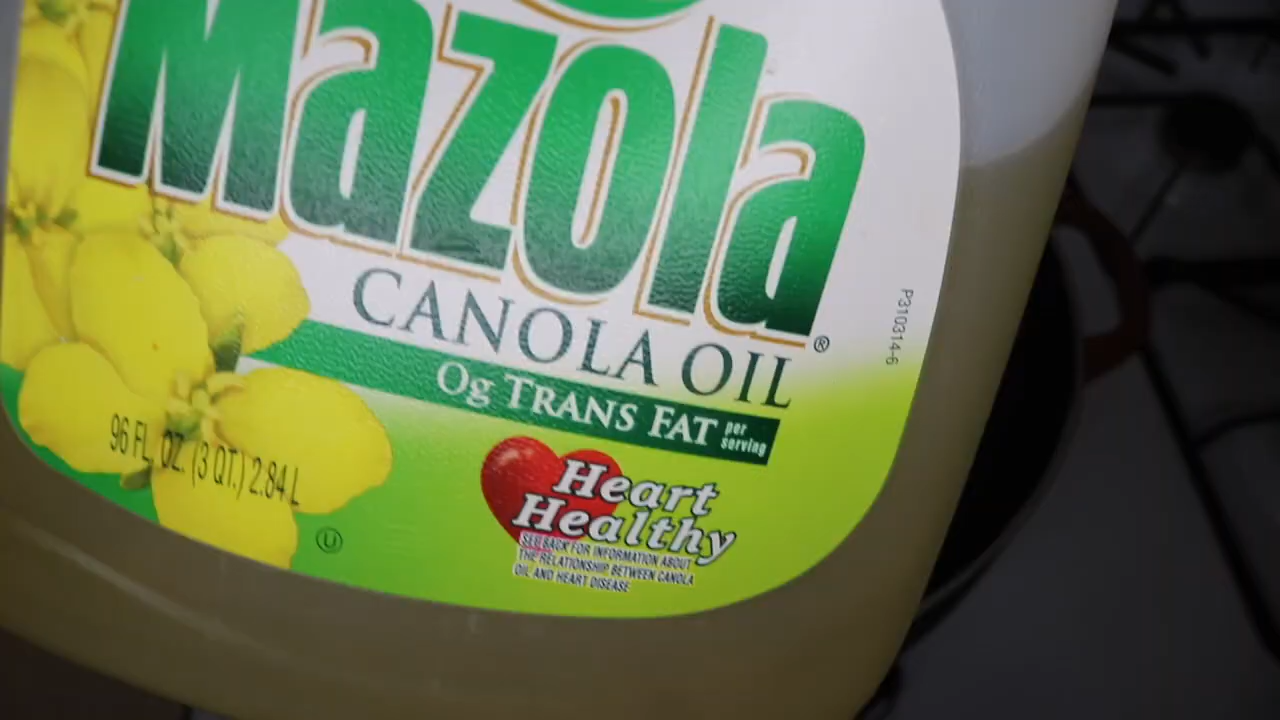 Mazola®
CANOLA OIL
0g TRANS FAT per serving
Heart
Healthy
SEE BACK FOR INFORMATION ABOUT
THE RELATIONSHIP BETWEEN CANOLA
OIL AND HEART DISEASE
96 FL. OZ. (3 QT.) 2.84 L
U
P310314-6